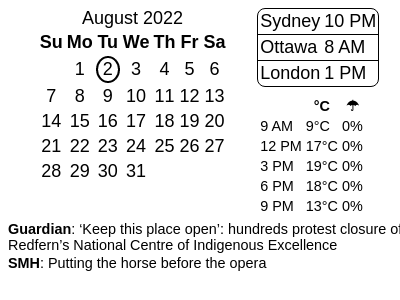 August 2022
Su Mo Tu We Th Fr Sa
1 2 3 4 5 6
7 8 9 10 11 12 13
14 15 16 17 18 19 20
21 22 23 24 25 26 27
28 29 30 31
Sydney 10 PM
Ottawa 8 AM
London 1 PM
°C ☂
9 AM 9°C 0%
12 PM 17°C 0%
3 PM 19°C 0%
6 PM 18°C 0%
9 PM 13°C 0%
Guardian: ‘Keep this place open’: hundreds protest closure of
Redfern’s National Centre of Indigenous Excellence
SMH: Putting the horse before the opera